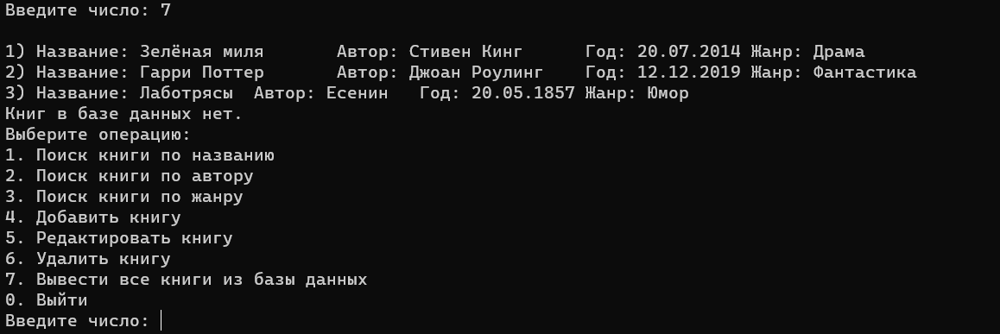 Введите число: 7
1) Название: Зелёная миля Автор: Стивен Кинг Год: 20.07.2014 Жанр: Драма
2) Название: Гарри Поттер Автор: Джоан Роулинг Год: 12.12.2019 Жанр: Фантастика
3) Название: Лаботрясы Автор: Есенин Год: 20.05.1857 Жанр: Юмор
Книг в базе данных нет.
Выберите операцию:
1. Поиск книги по названию
2. Поиск книги по автору
3. Поиск книги по жанру
4. Добавить книгу
5. Редактировать книгу
6. Удалить книгу
7. Вывести все книги из базы данных
0. Выйти
Введите число: